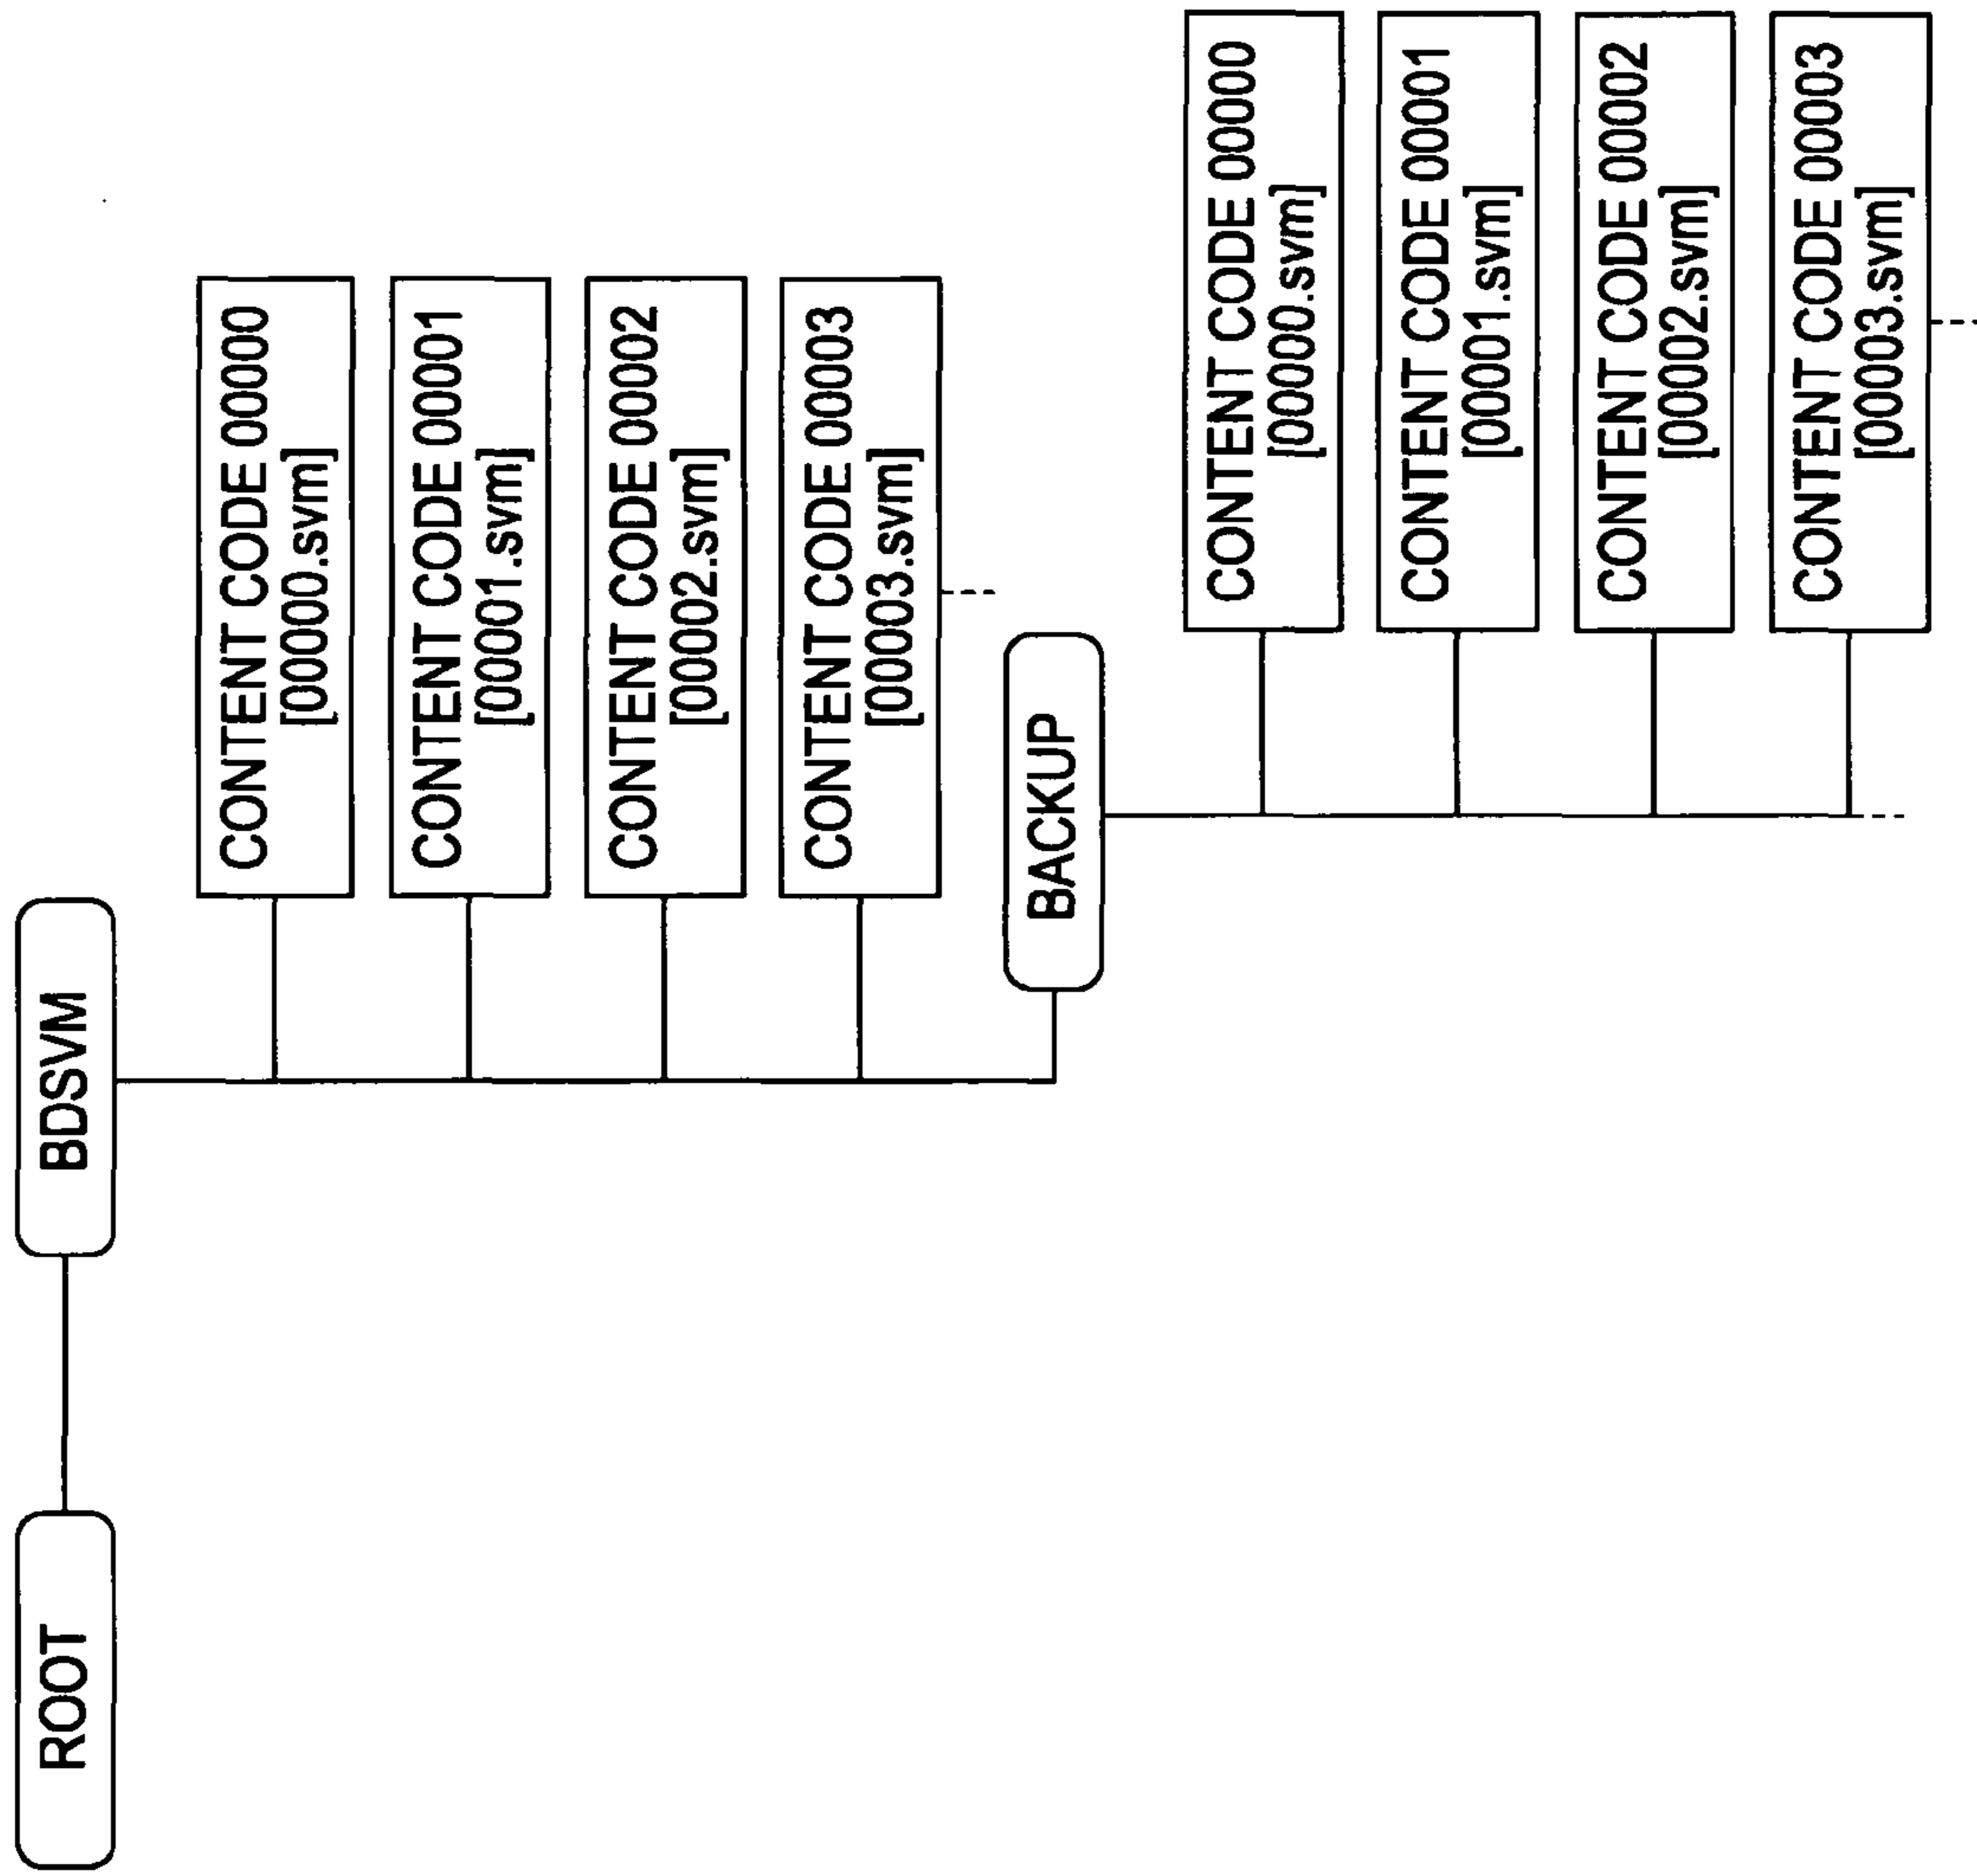 ROOT
BDSVM
CONTENT CODE 00000
[00000.svm]
CONTENT CODE 00001
[00001.svm]
CONTENT CODE 00002
[00002.svm]
CONTENT CODE 00003
[00003.svm]
BACKUP
CONTENT CODE 00000
[00000.svm]
CONTENT CODE 00001
[00001.svm]
CONTENT CODE 00002
[00002.svm]
CONTENT CODE 00003
[00003.svm]